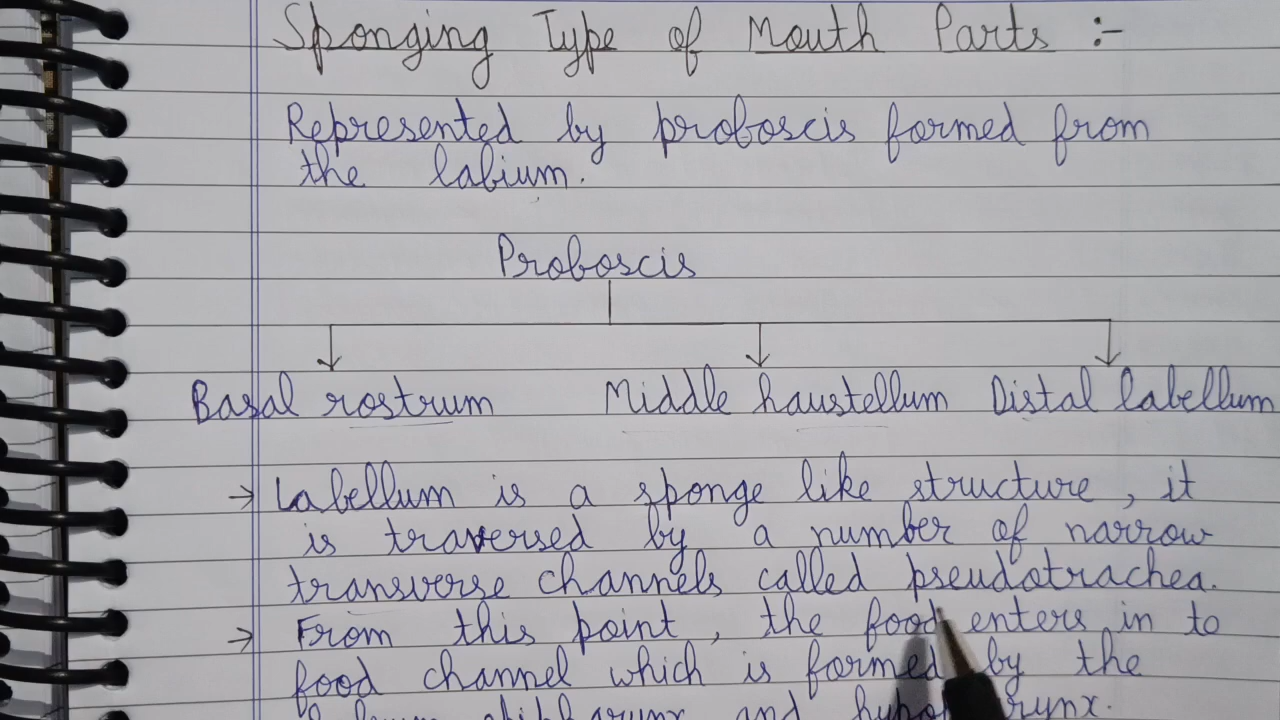 Sponging Type of Mouth Parts :-
Represented by proboscis formed from
the labium.
Proboscis
Basal rostrum Middle haustellum Distal labellum
→ Labellum is a sponge like structure, it
is traversed by a number of narrow
transverse channels called pseudotrachea.
→ From this point, the food enters in to
food channel which is formed by the
and